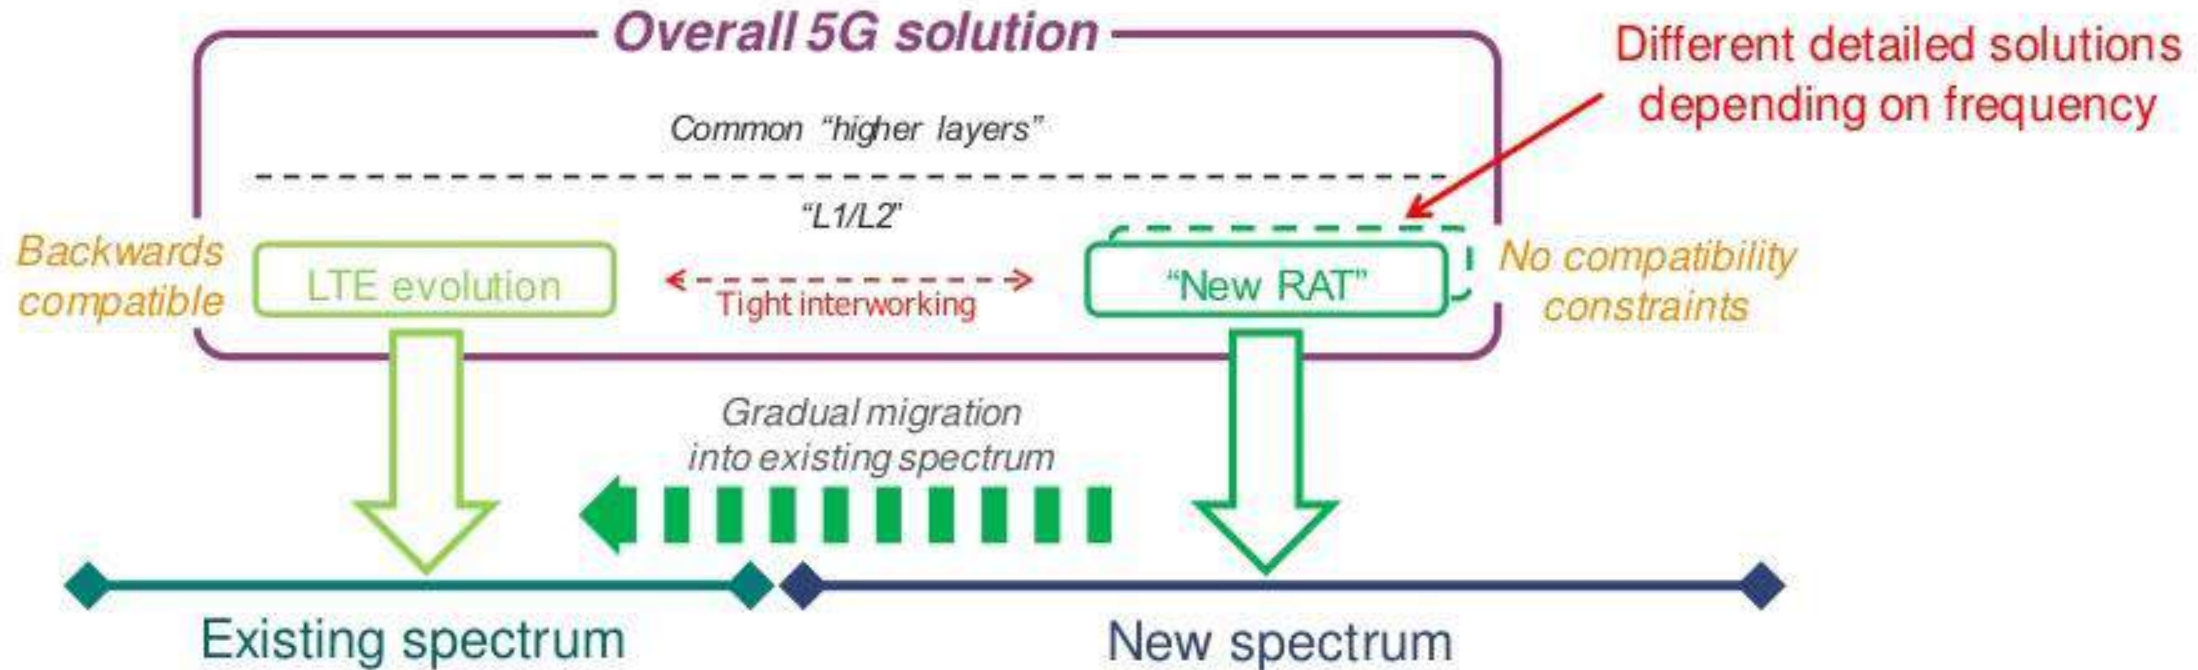 Overall 5G solution
Different detailed solutions
depending on frequency
Common “higher layers”
“L1/L2”
Backwards
compatible
LTE evolution
Tight interworking
“New RAT”
No compatibility
constraints
Gradual migration
into existing spectrum
Existing spectrum
New spectrum